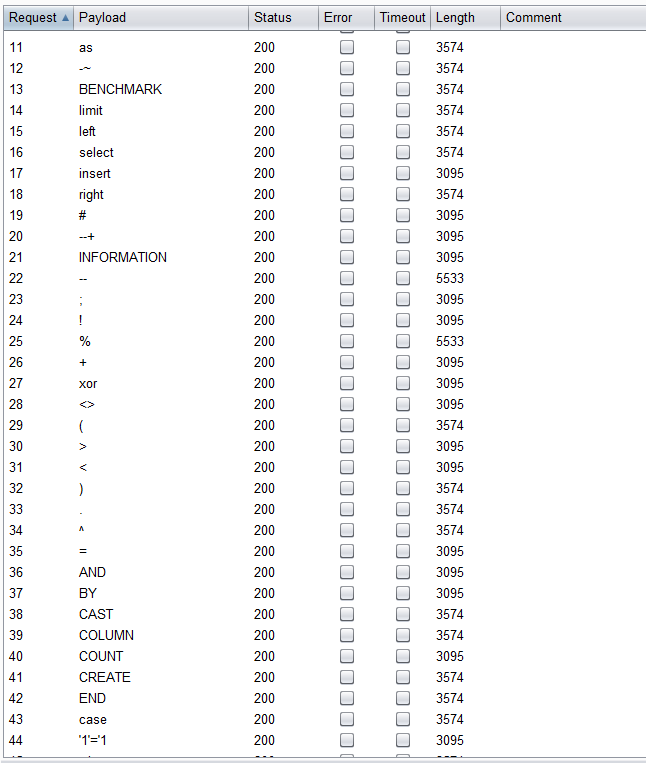 Request Payload Status Error Timeout Length Comment
11 as 200 3574
12 -~ 200 3574
13 BENCHMARK 200 3574
14 limit 200 3574
15 left 200 3574
16 select 200 3574
17 insert 200 3095
18 right 200 3574
19 # 200 3095
20 --+ 200 3095
21 INFORMATION 200 3095
22 -- 200 5533
23 ; 200 3095
24 ! 200 3095
25 % 200 5533
26 + 200 3095
27 xor 200 3095
28 <> 200 3095
29 ( 200 3574
30 > 200 3095
31 < 200 3095
32 ) 200 3574
33 . 200 3574
34 ^ 200 3574
35 = 200 3095
36 AND 200 3095
37 BY 200 3095
38 CAST 200 3574
39 COLUMN 200 3574
40 COUNT 200 3095
41 CREATE 200 3574
42 END 200 3574
43 case 200 3574
44 '1'='1 200 3095